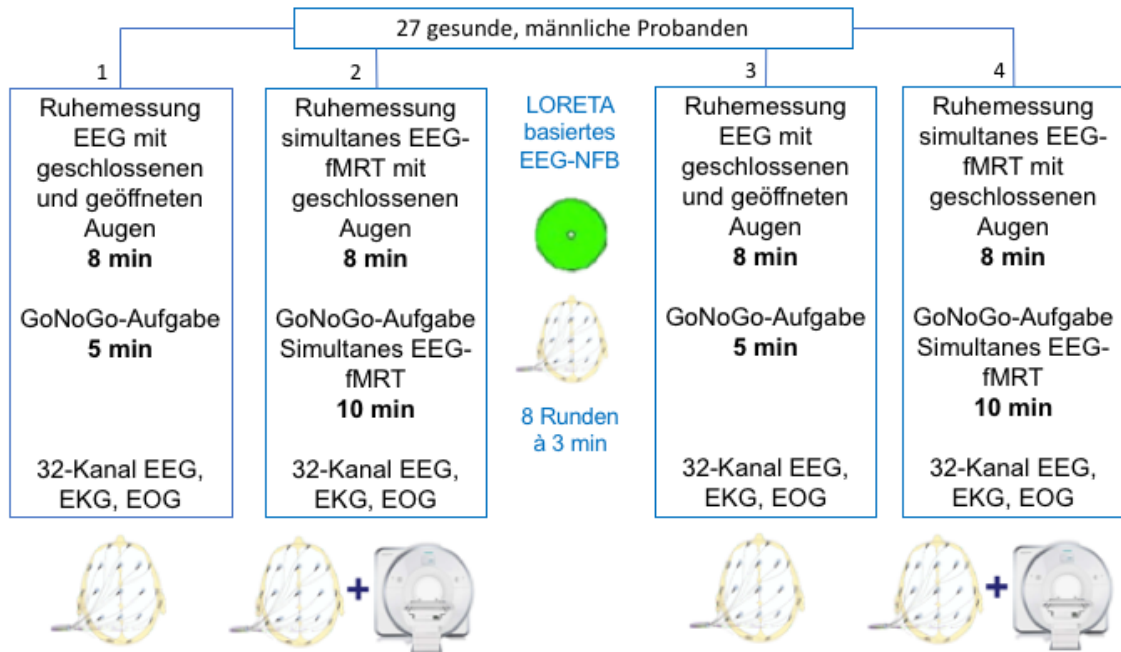 27 gesunde, männliche Probanden
1
Ruhemessung
EEG mit
geschlossenen
und geöffneten
Augen
8 min
GoNoGo-Aufgabe
5 min
32-Kanal EEG,
EKG, EOG
2
Ruhemessung
simultanes EEG-
fMRT mit
geschlossenen
Augen
8 min
GoNoGo-Aufgabe
Simultanes EEG-
fMRT
10 min
32-Kanal EEG,
EKG, EOG
+
LORETA
basiertes
EEG-NFB
8 Runden
à 3 min
3
Ruhemessung
EEG mit
geschlossenen
und geöffneten
Augen
8 min
GoNoGo-Aufgabe
5 min
32-Kanal EEG,
EKG, EOG
4
Ruhemessung
simultanes EEG-
fMRT mit
geschlossenen
Augen
8 min
GoNoGo-Aufgabe
Simultanes EEG-
fMRT
10 min
32-Kanal EEG,
EKG, EOG
+